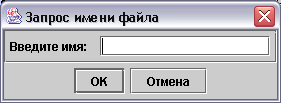 Запрос имени файла
Введите имя:
OK Отмена